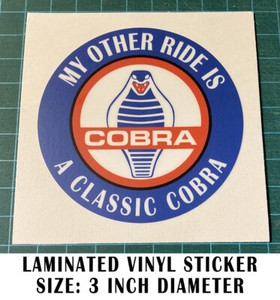 MY OTHER RIDE IS
COBRA
A CLASSIC COBRA
LAMINATED VINYL STICKER
SIZE: 3 INCH DIAMETER